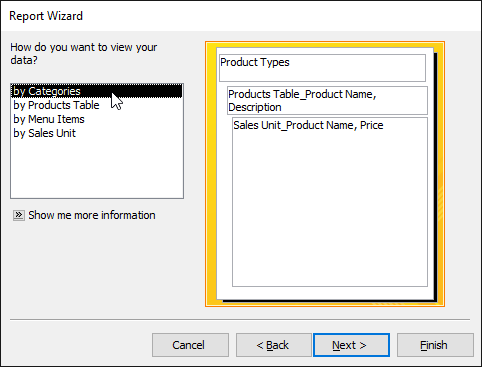 Report Wizard
How do you want to view your
data?
by Categories
by Products Table
by Menu Items
by Sales Unit
Show me more information
Product Types
Products Table_Product Name,
Description
Sales Unit_Product Name, Price
Cancel
< Back
Next >
Finish